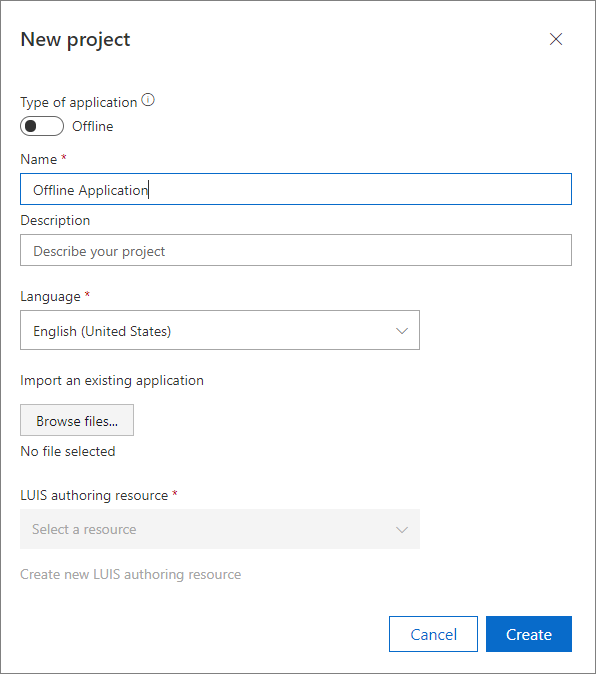 New project
Type of application
Offline
Name *
Offline Application
Description
Describe your project
Language *
English (United States)
Import an existing application
Browse files...
No file selected
LUIS authoring resource *
Select a resource
Create new LUIS authoring resource
Cancel Create